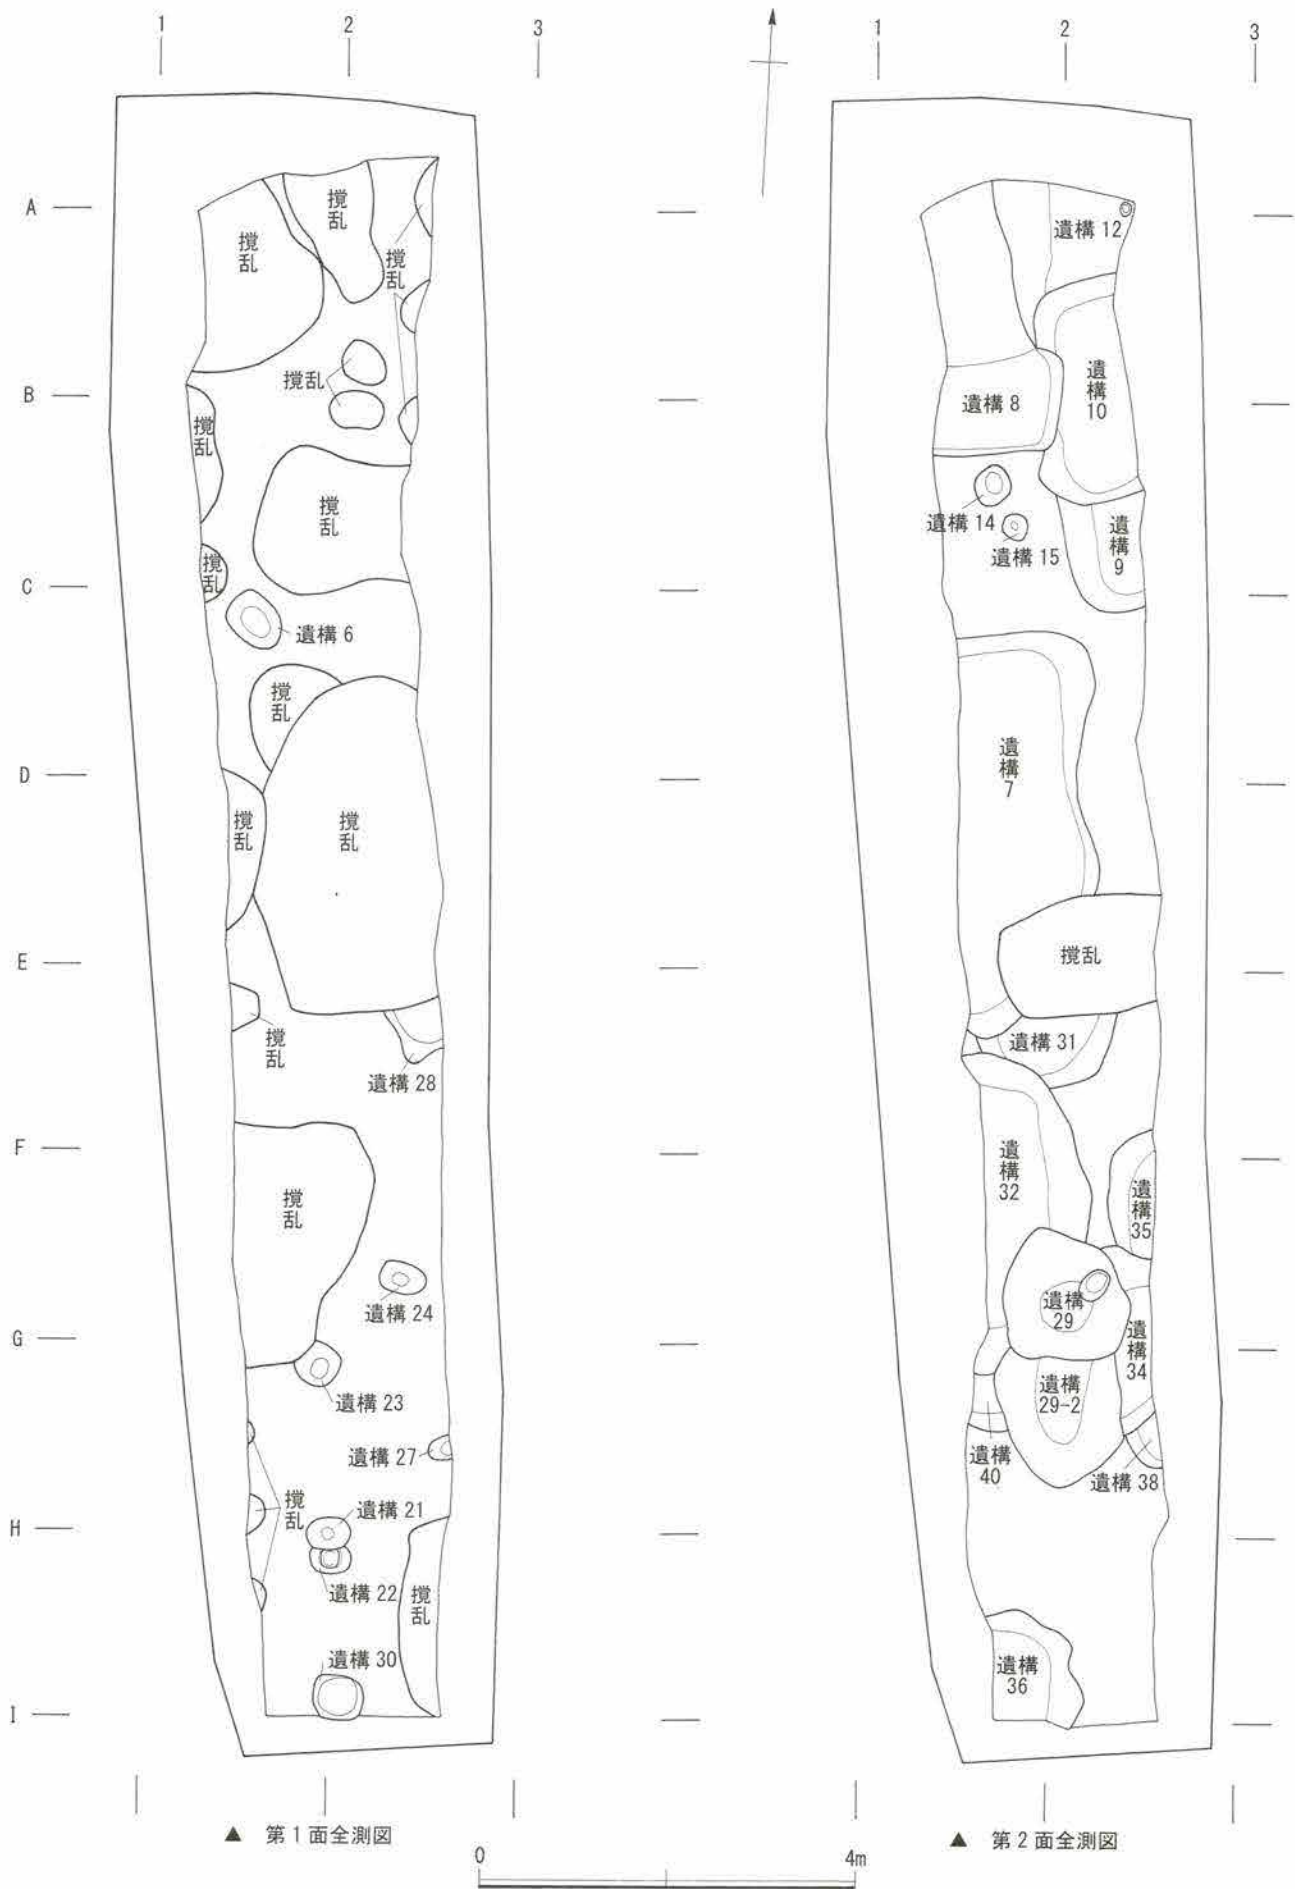 1 2 3
A
B
C
D
E
F
G
H
I
撹乱
撹乱
撹乱
撹乱
撹乱
撹乱
撹乱
遺構 6
撹乱
撹乱
撹乱
撹乱
遺構 28
撹乱
遺構 24
遺構 23
遺構 27
撹乱
遺構 21
遺構 22
撹乱
遺構 30
▲ 第1面全測図
1 2 3
遺構 12
遺構 8
遺構
10
遺構 14
遺構 15
遺構
9
遺構
7
撹乱
遺構 31
遺構
32
遺構
35
遺構
29
遺構
34
遺構
29-2
遺構
40
遺構 38
遺構
36
▲ 第2面全測図
0 4m